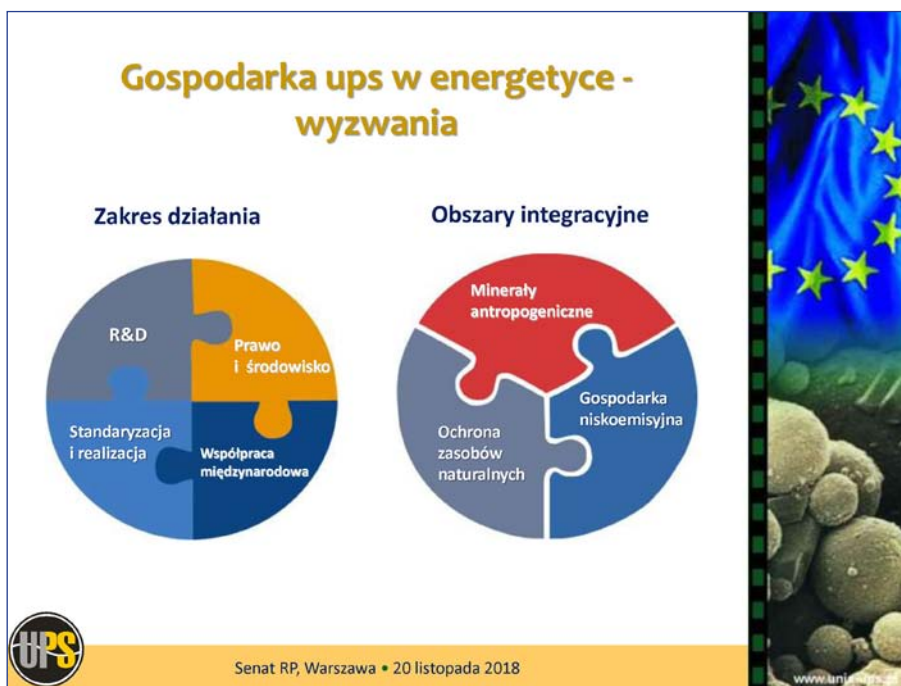 Gospodarka ups w energetyce -
wyzwania
Zakres działania
Obszary integracyjne
R&D
Prawo
i środowisko
Standaryzacja
i realizacja
Współpraca
międzynarodowa
Minerały
antropogeniczne
Gospodarka
niskoemisyjna
Ochrona
zasobów
naturalnych
UPS
Senat RP, Warszawa • 20 listopada 2018